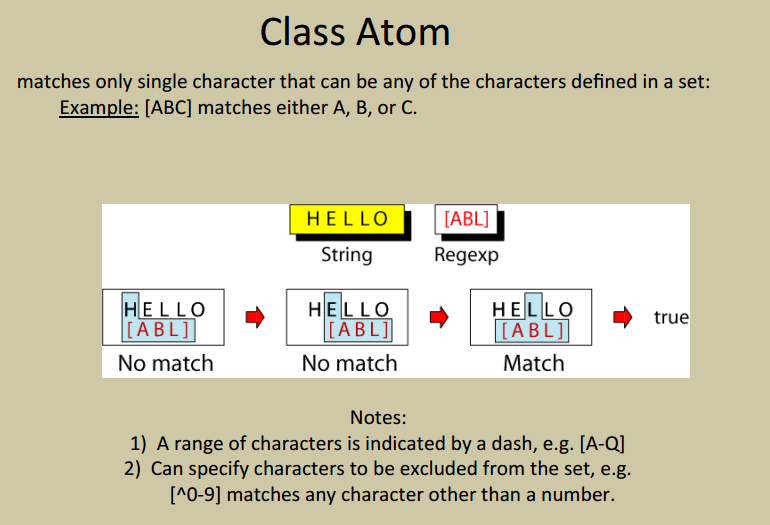 Class Atom
matches only single character that can be any of the characters defined in a set:
Example: [ABC] matches either A, B, or C.
HELLO [ABL]
String Regexp
HELLO HELLO HELLO
[ABL] [ABL] [ABL] true
No match No match Match
Notes:
1) A range of characters is indicated by a dash, e.g. [A-Q]
2) Can specify characters to be excluded from the set, e.g.
[^0-9] matches any character other than a number.